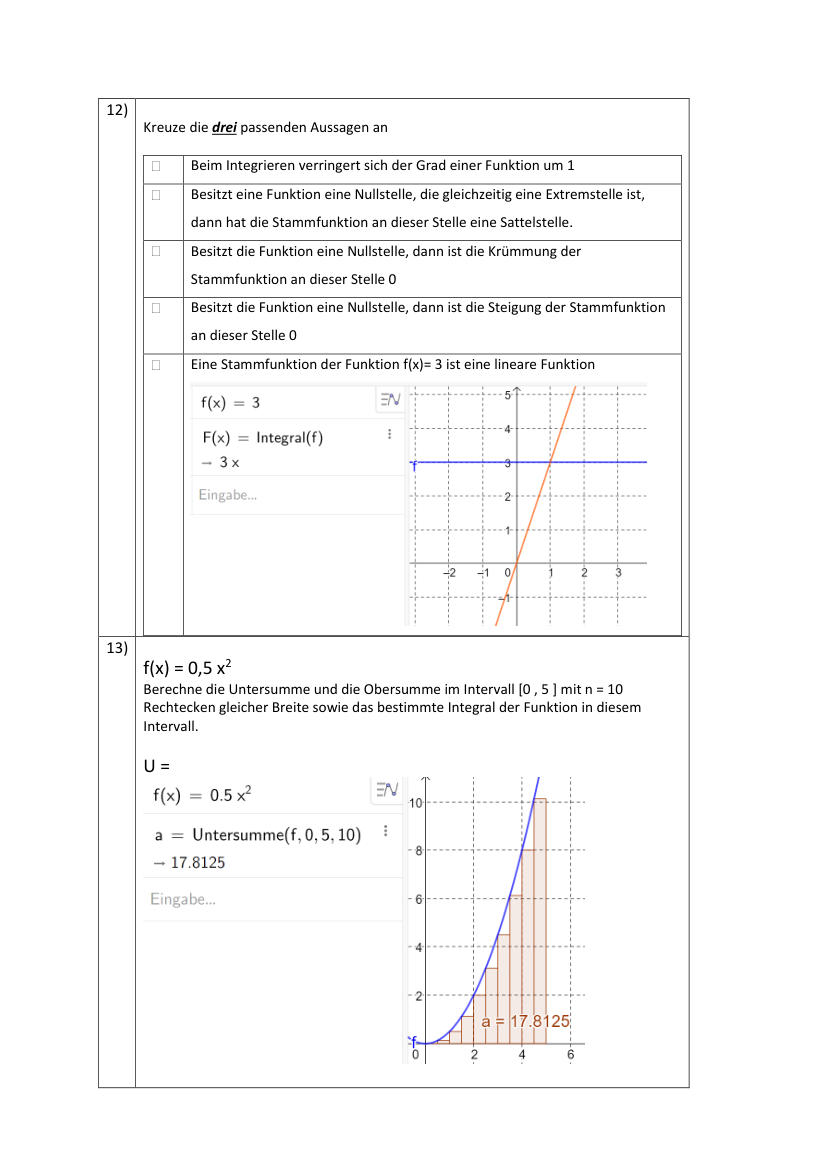 12)
Kreuze die drei passenden Aussagen an
☐ Beim Integrieren verringert sich der Grad einer Funktion um 1
☐ Besitzt eine Funktion eine Nullstelle, die gleichzeitig eine Extremstelle ist,
dann hat die Stammfunktion an dieser Stelle eine Sattelstelle.
☐ Besitzt die Funktion eine Nullstelle, dann ist die Krümmung der
Stammfunktion an dieser Stelle 0
☐ Besitzt die Funktion eine Nullstelle, dann ist die Steigung der Stammfunktion
an dieser Stelle 0
☐ Eine Stammfunktion der Funktion f(x)= 3 ist eine lineare Funktion
f(x) = 3
F(x) = Integral(f)
→ 3 x
Eingabe...
5
4
3
f
2
1
−2 −1 0 1 2 3
−1
13)
f(x) = 0,5 x²
Berechne die Untersumme und die Obersumme im Intervall [0 , 5 ] mit n = 10
Rechtecken gleicher Breite sowie das bestimmte Integral der Funktion in diesem
Intervall.
U =
f(x) = 0.5 x²
a = Untersumme(f, 0, 5, 10)
→ 17.8125
Eingabe...
10
8
6
4
2
a = 17.8125
f
0 2 4 6